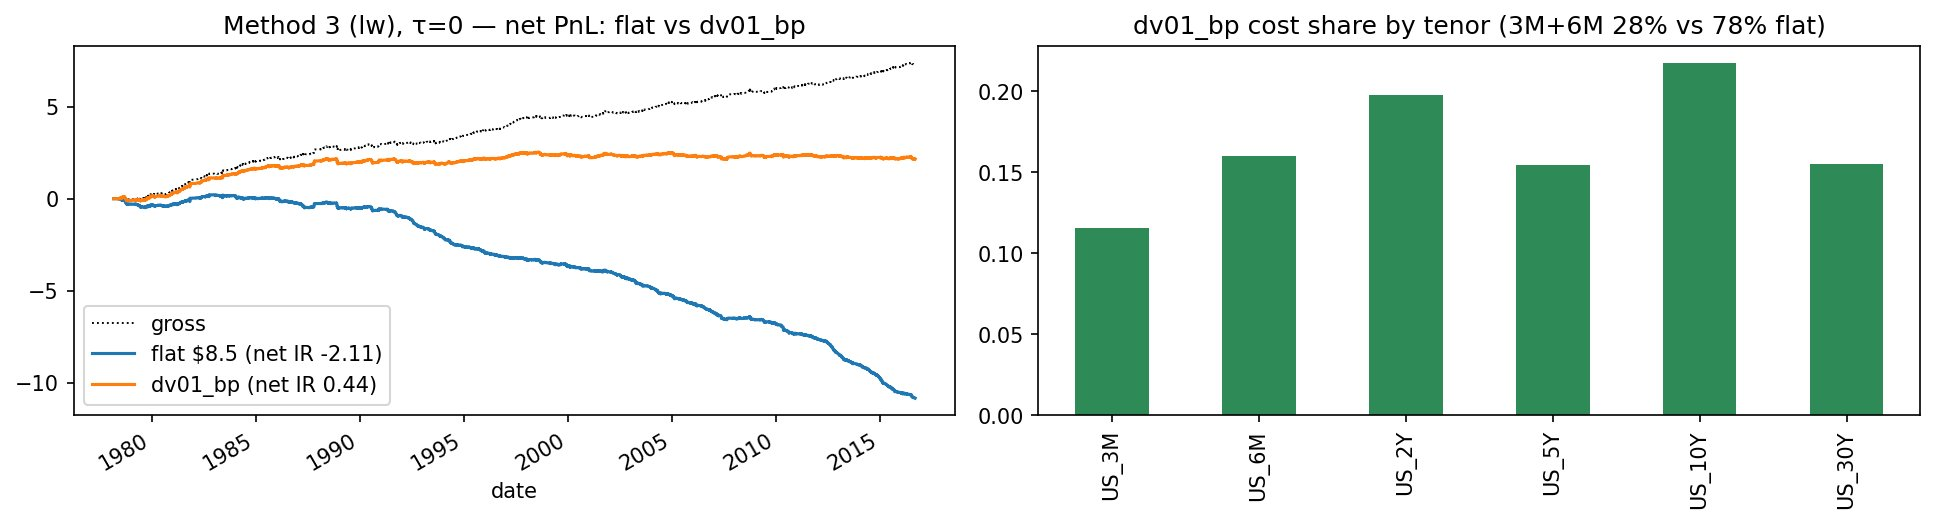 Method 3 (lw), τ=0 — net PnL: flat vs dv01_bp
5
0
−5
−10
gross
flat $8.5 (net IR -2.11)
dv01_bp (net IR 0.44)
1980
1985
1990
1995
2000
2005
2010
2015
date
dv01_bp cost share by tenor (3M+6M 28% vs 78% flat)
0.20
0.15
0.10
0.05
0.00
US_3M
US_6M
US_2Y
US_5Y
US_10Y
US_30Y